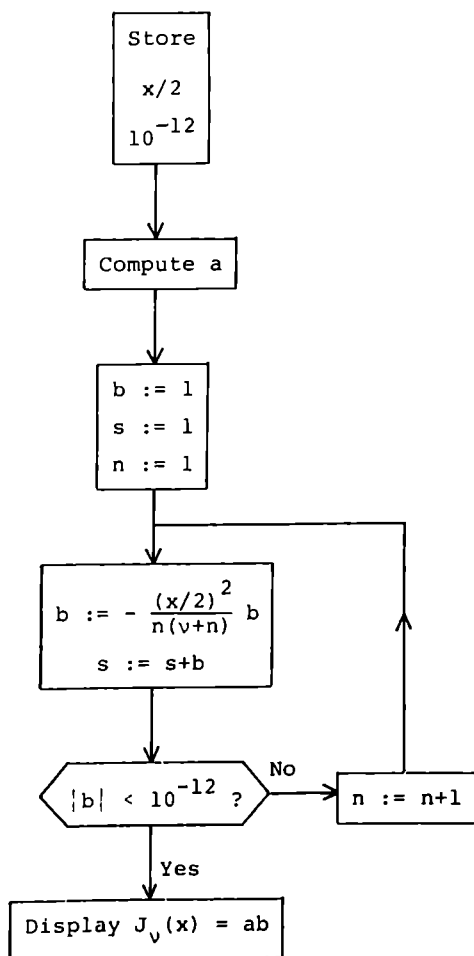 Store
x/2
10⁻¹²
Compute a
b := 1
s := 1
n := 1
b := - (x/2)² / n(ν+n) b
s := s+b
|b| < 10⁻¹² ?
No
n := n+1
Yes
Display J_ν(x) = ab